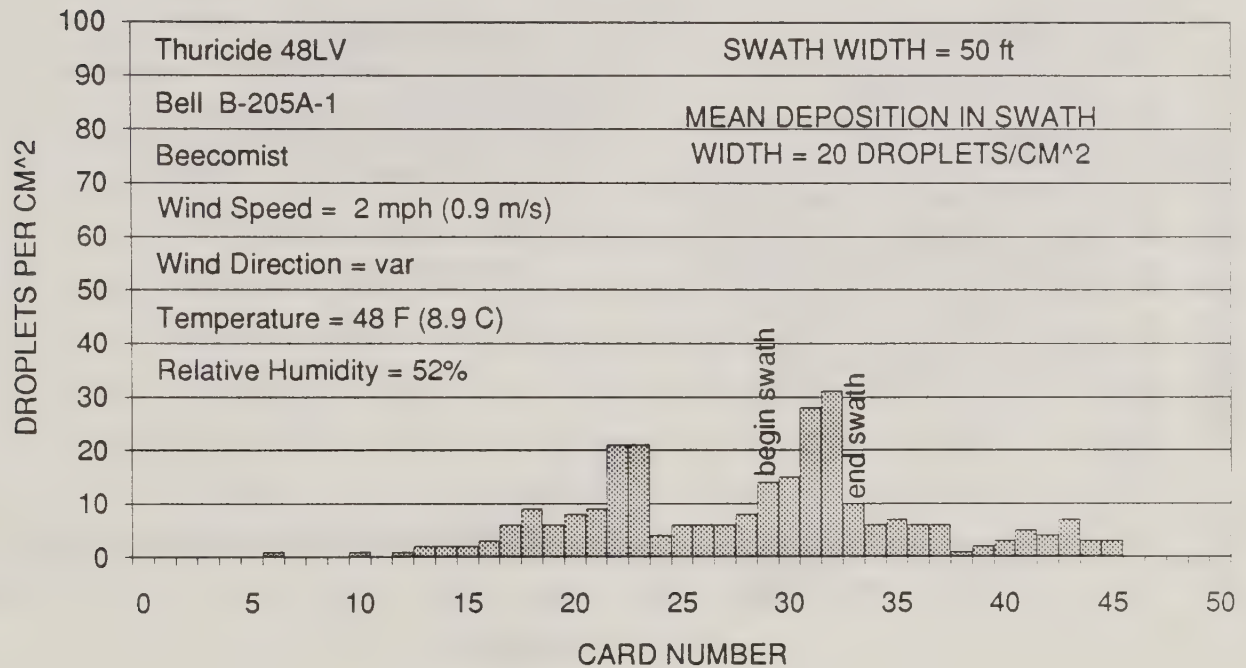 100
90
80
70
60
50
40
30
20
10
0
DROPLETS PER CM^2
Thuricide 48LV
Bell B-205A-1
Beecomist
Wind Speed = 2 mph (0.9 m/s)
Wind Direction = var
Temperature = 48 F (8.9 C)
Relative Humidity = 52%
SWATH WIDTH = 50 ft
MEAN DEPOSITION IN SWATH
WIDTH = 20 DROPLETS/CM^2
begin swath
end swath
0 5 10 15 20 25 30 35 40 45 50
CARD NUMBER